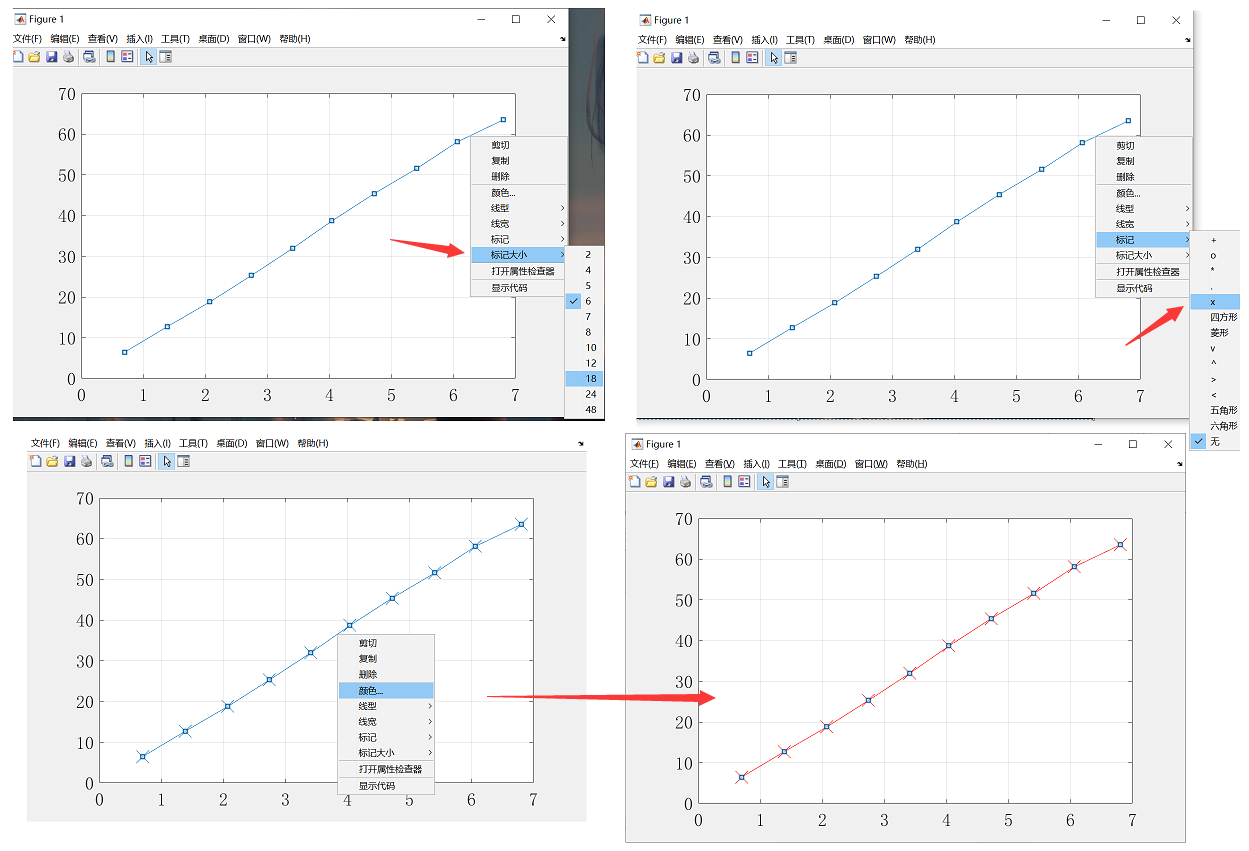 Figure 1
文件(F) 编辑(E) 查看(V) 插入(I) 工具(T) 桌面(D) 窗口(W) 帮助(H)
70
60
50
40
30
20
10
0
0 1 2 3 4 5 6 7
剪切
复制
删除
颜色...
线型
线宽
标记
标记大小
打开属性检查器
显示代码
2
4
5
6
7
8
10
12
18
24
48
Figure 1
文件(F) 编辑(E) 查看(V) 插入(I) 工具(T) 桌面(D) 窗口(W) 帮助(H)
70
60
50
40
30
20
10
0
0 1 2 3 4 5 6 7
剪切
复制
删除
颜色...
线型
线宽
标记
标记大小
打开属性检查器
显示代码
+
o
*
.
x
四方形
菱形
v
^
>
<
五角形
六角形
无
文件(F) 编辑(E) 查看(V) 插入(I) 工具(T) 桌面(D) 窗口(W) 帮助(H)
70
60
50
40
30
20
10
0
0 1 2 3 4 5 6 7
剪切
复制
删除
颜色...
线型
线宽
标记
标记大小
打开属性检查器
显示代码
Figure 1
文件(F) 编辑(E) 查看(V) 插入(I) 工具(T) 桌面(D) 窗口(W) 帮助(H)
70
60
50
40
30
20
10
0
0 1 2 3 4 5 6 7